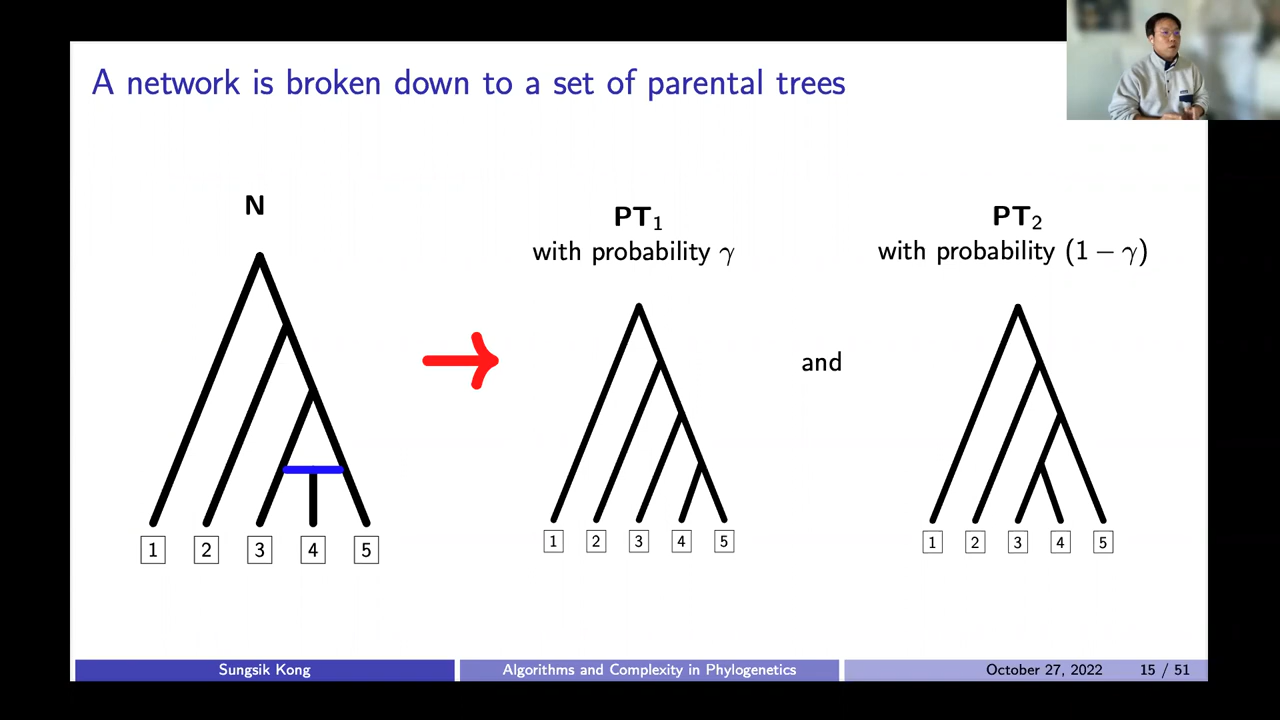 A network is broken down to a set of parental trees
N
PT₁
with probability γ
PT₂
with probability (1 − γ)
and
1 2 3 4 5
1 2 3 4 5
1 2 3 4 5
Sungsik Kong
Algorithms and Complexity in Phylogenetics
October 27, 2022
15 / 51